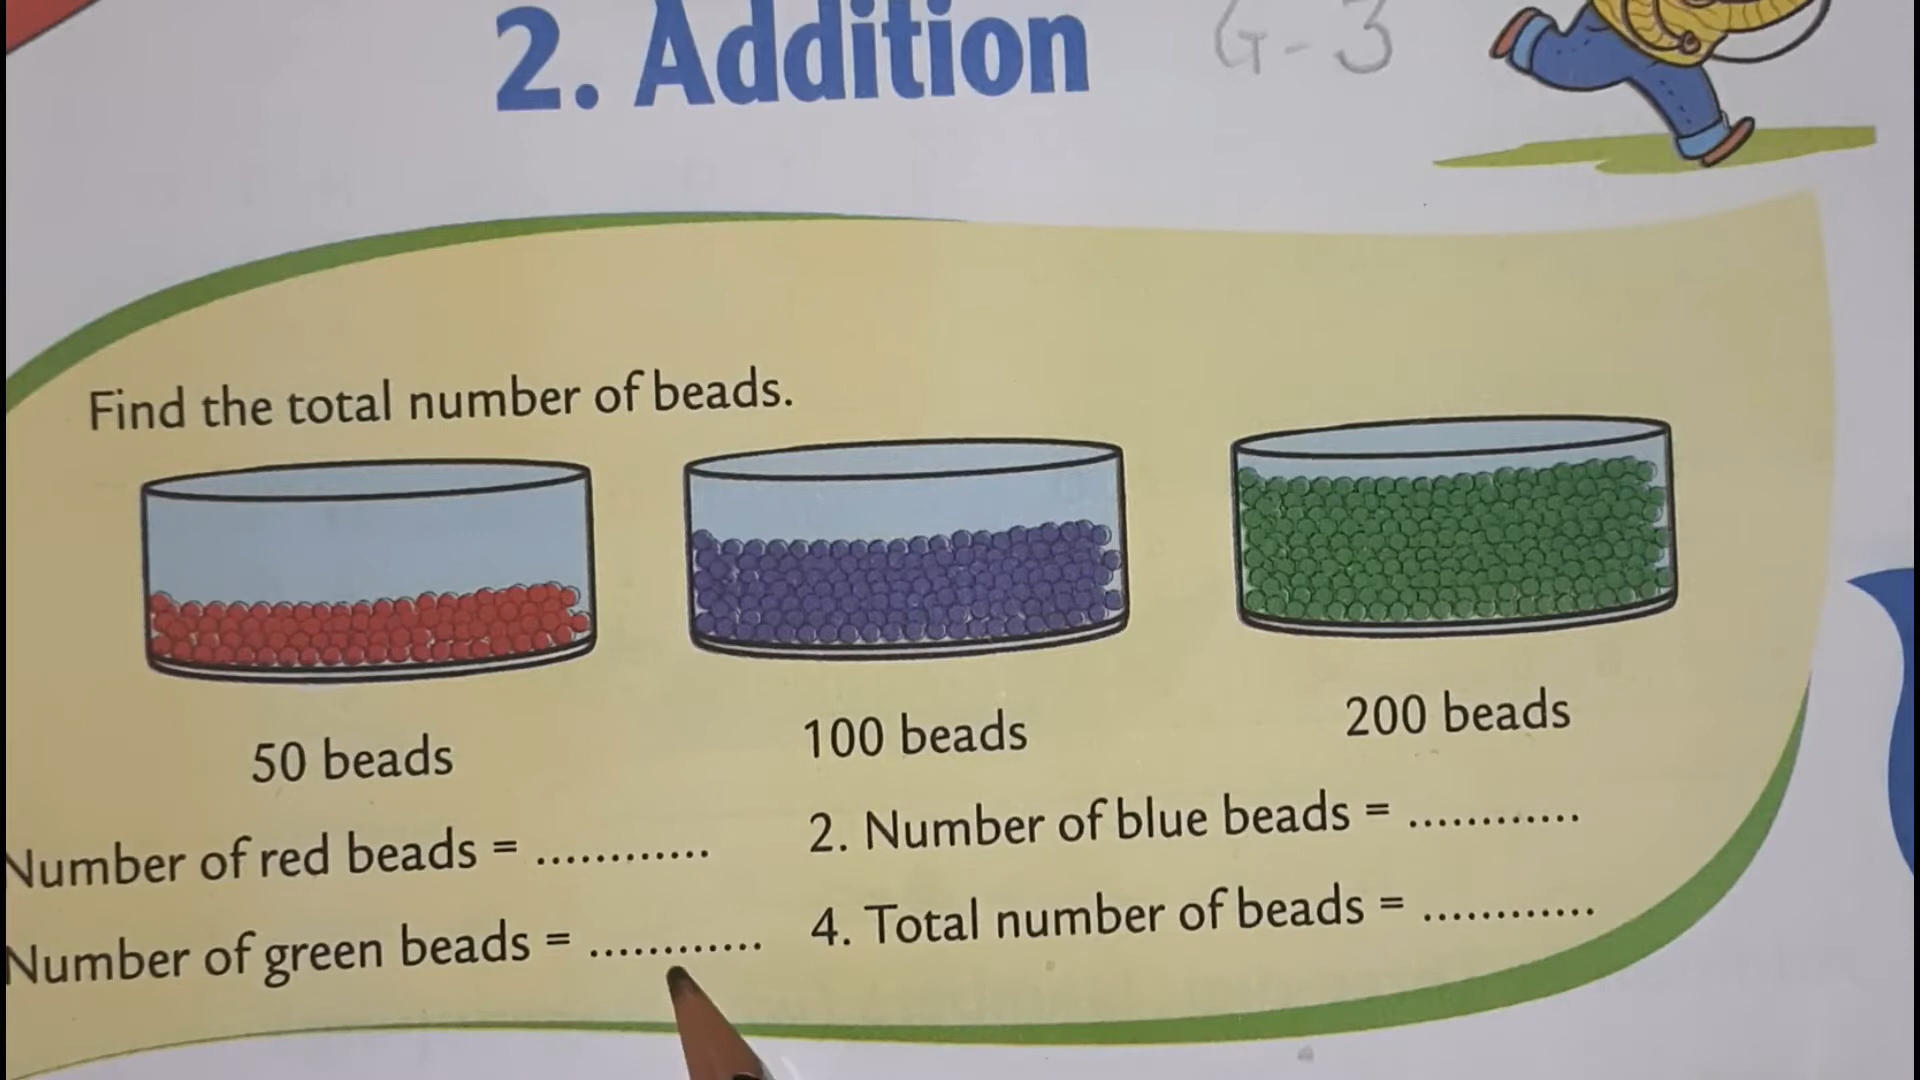 2. Addition G-3
Find the total number of beads.
50 beads 100 beads 200 beads
Number of red beads = ............ 2. Number of blue beads = ............
Number of green beads = ............ 4. Total number of beads = ............